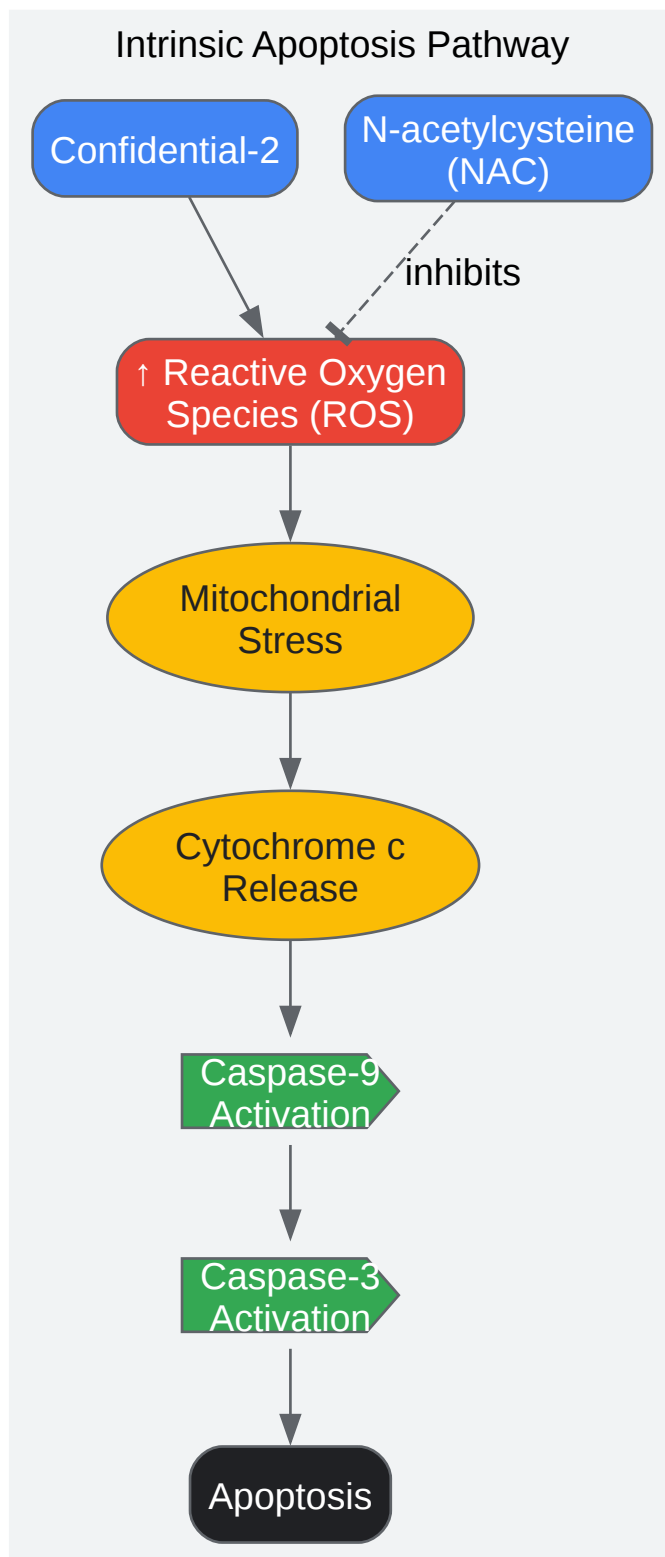 Intrinsic Apoptosis Pathway
Confidential-2
N-acetylcysteine
(NAC)
inhibits
↑ Reactive Oxygen
Species (ROS)
Mitochondrial
Stress
Cytochrome c
Release
Caspase-9
Activation
Caspase-3
Activation
Apoptosis